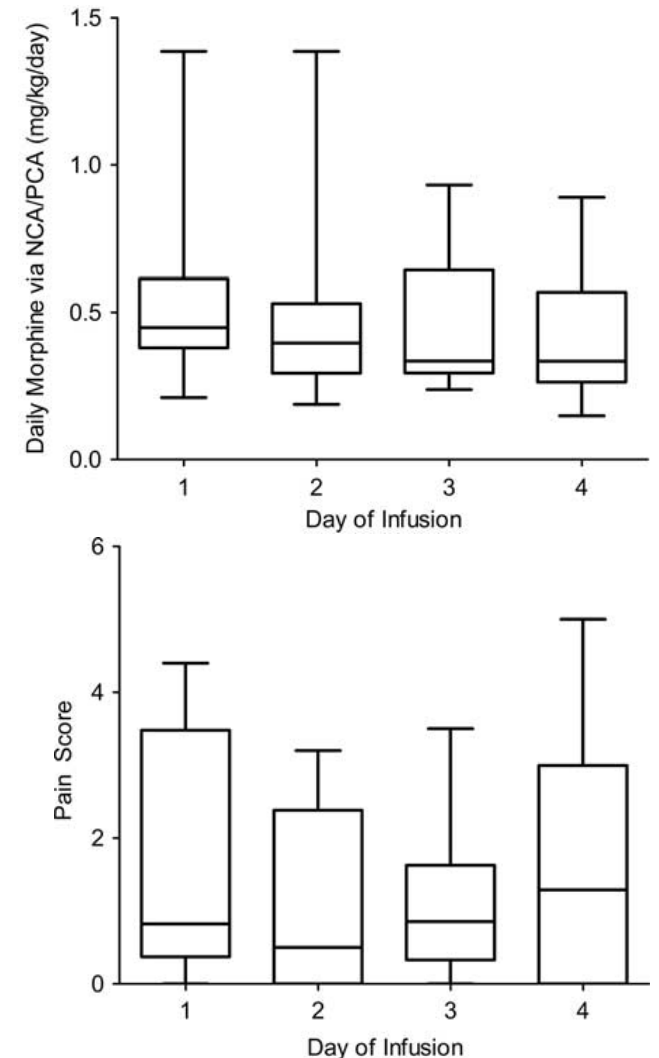 Daily Morphine via NCA/PCA (mg/kg/day)
1.5
1.0
0.5
0.0
1 2 3 4
Day of Infusion
Pain Score
6
4
2
0
1 2 3 4
Day of Infusion